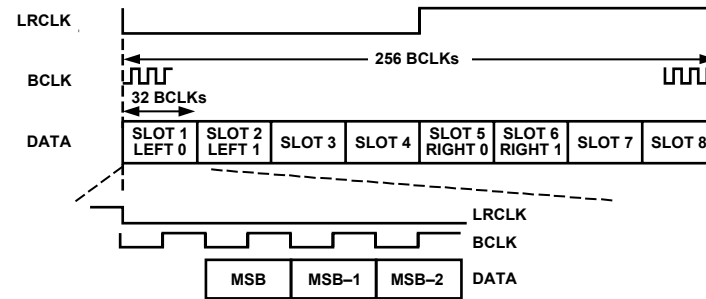 LRCLK
256 BCLKs
BCLK
32 BCLKs
DATA
SLOT 1
LEFT 0
SLOT 2
LEFT 1
SLOT 3
SLOT 4
SLOT 5
RIGHT 0
SLOT 6
RIGHT 1
SLOT 7
SLOT 8
LRCLK
BCLK
MSB
MSB–1
MSB–2
DATA